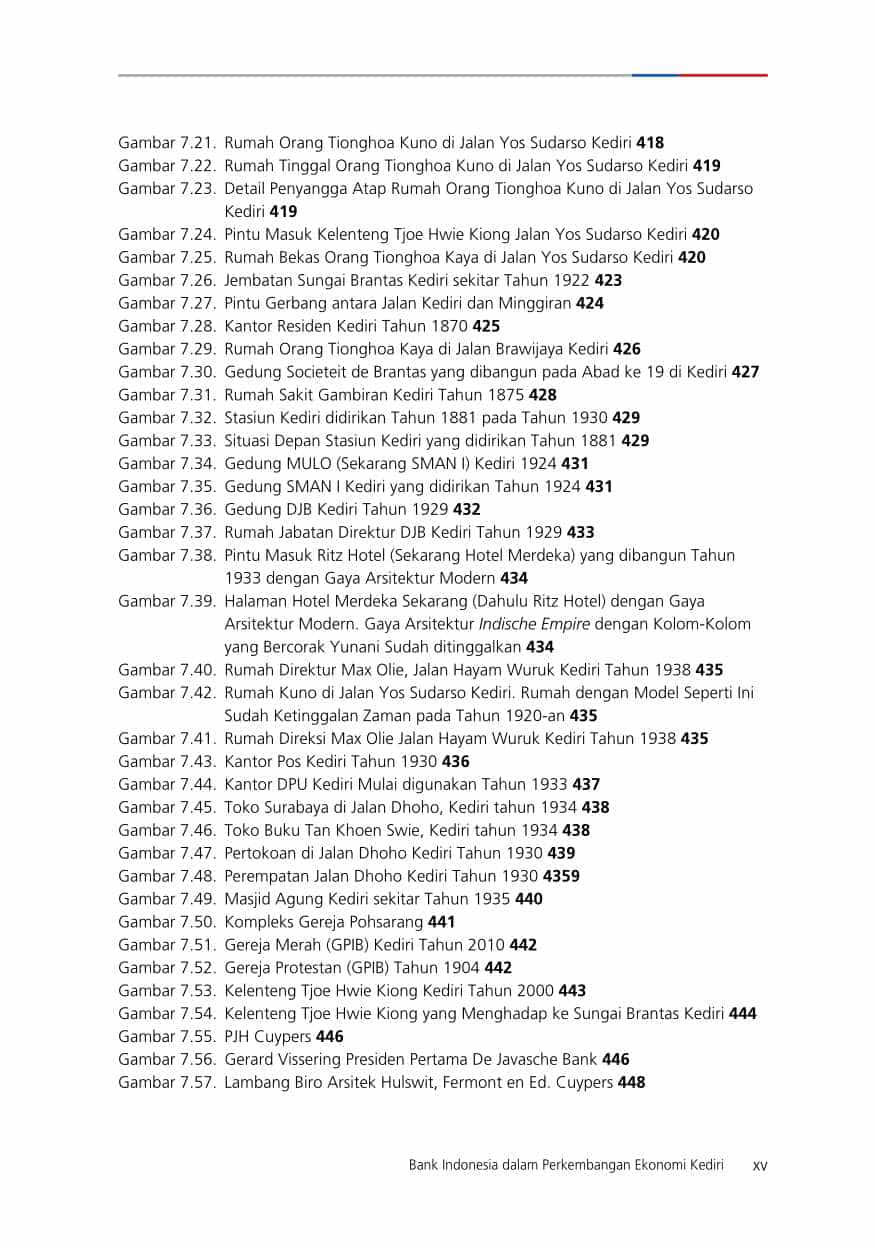 Gambar 7.21. Rumah Orang Tionghoa Kuno di Jalan Yos Sudarso Kediri 418
Gambar 7.22. Rumah Tinggal Orang Tionghoa Kuno di Jalan Yos Sudarso Kediri 419
Gambar 7.23. Detail Penyangga Atap Rumah Orang Tionghoa Kuno di Jalan Yos Sudarso
Kediri 419
Gambar 7.24. Pintu Masuk Kelenteng Tjoe Hwie Kiong Jalan Yos Sudarso Kediri 420
Gambar 7.25. Rumah Bekas Orang Tionghoa Kaya di Jalan Yos Sudarso Kediri 420
Gambar 7.26. Jembatan Sungai Brantas Kediri sekitar Tahun 1922 423
Gambar 7.27. Pintu Gerbang antara Jalan Kediri dan Minggiran 424
Gambar 7.28. Kantor Residen Kediri Tahun 1870 425
Gambar 7.29. Rumah Orang Tionghoa Kaya di Jalan Brawijaya Kediri 426
Gambar 7.30. Gedung Societeit de Brantas yang dibangun pada Abad ke 19 di Kediri 427
Gambar 7.31. Rumah Sakit Gambiran Kediri Tahun 1875 428
Gambar 7.32. Stasiun Kediri didirikan Tahun 1881 pada Tahun 1930 429
Gambar 7.33. Situasi Depan Stasiun Kediri yang didirikan Tahun 1881 429
Gambar 7.34. Gedung MULO (Sekarang SMAN I) Kediri 1924 431
Gambar 7.35. Gedung SMAN I Kediri yang didirikan Tahun 1924 431
Gambar 7.36. Gedung DJB Kediri Tahun 1929 432
Gambar 7.37. Rumah Jabatan Direktur DJB Kediri Tahun 1929 433
Gambar 7.38. Pintu Masuk Ritz Hotel (Sekarang Hotel Merdeka) yang dibangun Tahun
1933 dengan Gaya Arsitektur Modern 434
Gambar 7.39. Halaman Hotel Merdeka Sekarang (Dahulu Ritz Hotel) dengan Gaya
Arsitektur Modern. Gaya Arsitektur Indische Empire dengan Kolom-Kolom
yang Bercorak Yunani Sudah ditinggalkan 434
Gambar 7.40. Rumah Direktur Max Olie, Jalan Hayam Wuruk Kediri Tahun 1938 435
Gambar 7.42. Rumah Kuno di Jalan Yos Sudarso Kediri. Rumah dengan Model Seperti Ini
Sudah Ketinggalan Zaman pada Tahun 1920-an 435
Gambar 7.41. Rumah Direksi Max Olie Jalan Hayam Wuruk Kediri Tahun 1938 435
Gambar 7.43. Kantor Pos Kediri Tahun 1930 436
Gambar 7.44. Kantor DPU Kediri Mulai digunakan Tahun 1933 437
Gambar 7.45. Toko Surabaya di Jalan Dhoho, Kediri tahun 1934 438
Gambar 7.46. Toko Buku Tan Khoen Swie, Kediri tahun 1934 438
Gambar 7.47. Pertokoan di Jalan Dhoho Kediri Tahun 1930 439
Gambar 7.48. Perempatan Jalan Dhoho Kediri Tahun 1930 4359
Gambar 7.49. Masjid Agung Kediri sekitar Tahun 1935 440
Gambar 7.50. Kompleks Gereja Pohsarang 441
Gambar 7.51. Gereja Merah (GPIB) Kediri Tahun 2010 442
Gambar 7.52. Gereja Protestan (GPIB) Tahun 1904 442
Gambar 7.53. Kelenteng Tjoe Hwie Kiong Kediri Tahun 2000 443
Gambar 7.54. Kelenteng Tjoe Hwie Kiong yang Menghadap ke Sungai Brantas Kediri 444
Gambar 7.55. PJH Cuypers 446
Gambar 7.56. Gerard Vissering Presiden Pertama De Javasche Bank 446
Gambar 7.57. Lambang Biro Arsitek Hulswit, Fermont en Ed. Cuypers 448
Bank Indonesia dalam Perkembangan Ekonomi Kediri xv